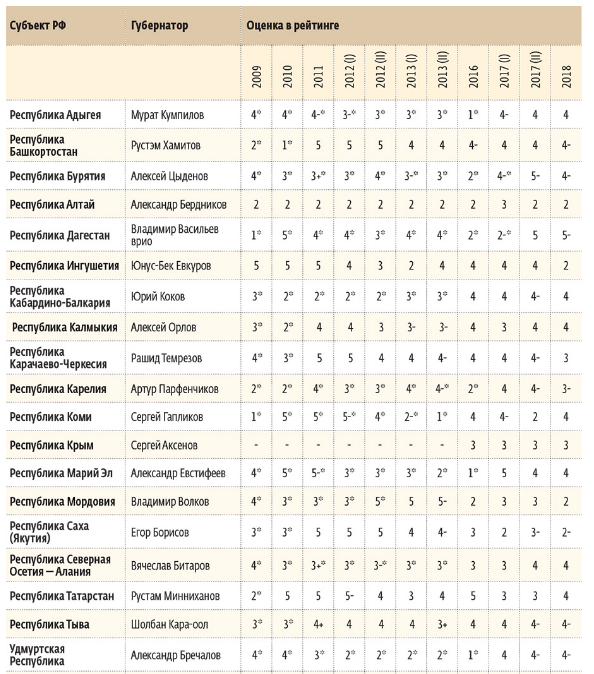 Субъект РФ Губернатор Оценка в рейтинге
2009 2010 2011 2012 (I) 2012 (II) 2013 (I) 2013 (II) 2016 2017 (I) 2017 (II) 2018
Республика Адыгея Мурат Кумпилов 4* 4* 4-* 3-* 3* 3* 3* 1* 4- 4 4
Республика
Башкортостан Рустэм Хамитов 2* 1* 5 5 5 4 4 4- 4 4 4-
Республика Бурятия Алексей Цыденов 4* 3* 3+* 3* 4* 3-* 3* 2* 4-* 5- 4-
Республика Алтай Александр Бердников 2 2 2 2 2 2 2 2 3 2 2
Республика Дагестан Владимир Васильев
врио 1* 5* 4* 4* 3* 4* 4* 2* 2-* 5 5-
Республика Ингушетия Юнус-Бек Евкуров 5 5 5 4 3 2 4 4 4 4 2
Республика
Кабардино-Балкария Юрий Коков 3* 2* 2* 2* 2* 3* 3* 4 4 4- 4
Республика Калмыкия Алексей Орлов 3* 2* 4 4 3 3- 3- 4 3 4 4
Республика
Карачаево-Черкесия Рашид Темрезов 4* 3* 5 5 4 4 4- 4 4 4- 3
Республика Карелия Артур Парфенчиков 2* 2* 4* 3* 3* 4* 4-* 2* 4 4- 3-
Республика Коми Сергей Гапликов 1* 5* 5* 5-* 4* 2-* 1* 4 4- 2 4
Республика Крым Сергей Аксенов - - - - - - - 3 3 3 3
Республика Марий Эл Александр Евстифеев 4* 5* 5-* 3* 3* 3* 2* 1* 5 4 4
Республика Мордовия Владимир Волков 4* 3* 3* 3* 5* 5 5- 2 3 3 2
Республика Саха
(Якутия) Егор Борисов 3* 3* 5 5 5 4 4- 3 2 3- 2-
Республика Северная
Осетия — Алания Вячеслав Битаров 4* 3* 3+* 3* 3-* 3* 3* 3 3 4 4
Республика Татарстан Рустам Минниханов 2* 5 5 5- 4 3 4 5 3 3 4
Республика Тыва Шолбан Кара-оол 3* 3* 4+ 4 4 4 3+ 4 4 4- 4-
Удмуртская
Республика Александр Бречалов 4* 4* 3* 2* 2* 2* 2* 1* 4 4- 4-